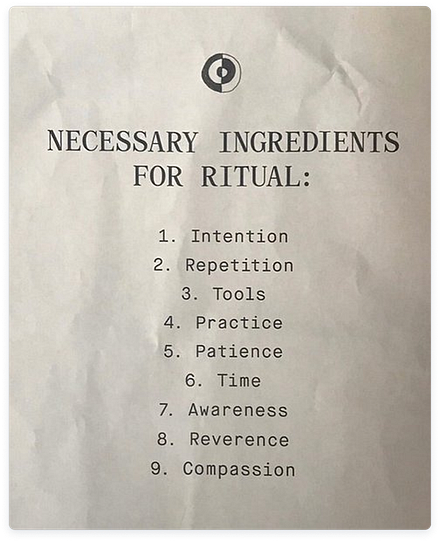 NECESSARY INGREDIENTS
FOR RITUAL:
1. Intention
2. Repetition
3. Tools
4. Practice
5. Patience
6. Time
7. Awareness
8. Reverence
9. Compassion